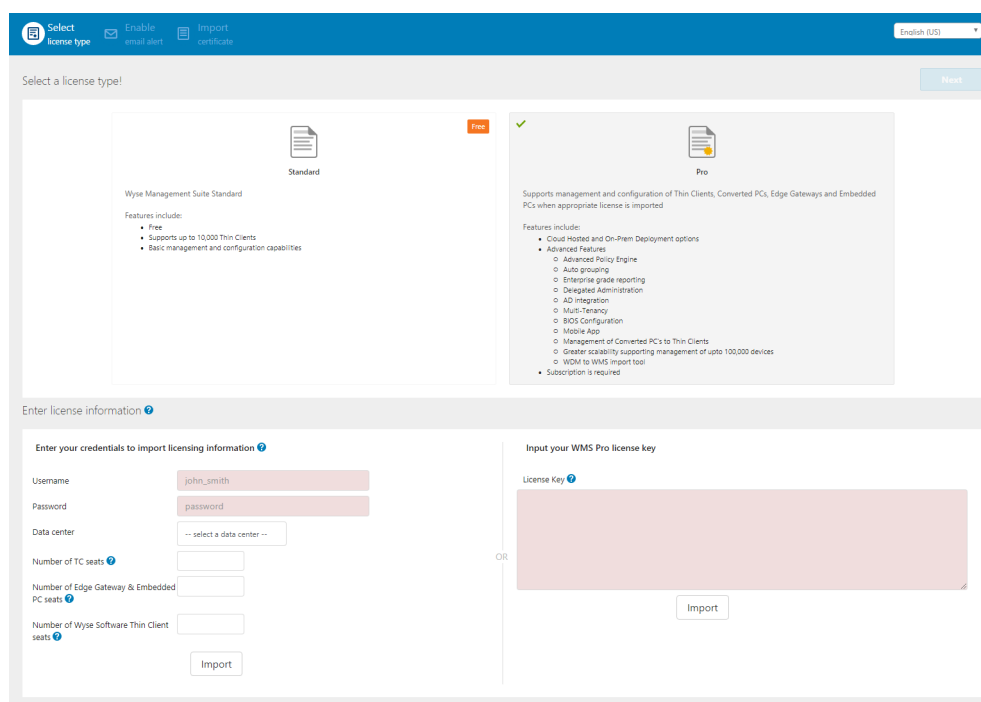 Select
license type
Enable
email alert
Import
certificate
English (US)
Select a license type!
Next
Free
Standard
Wyse Management Suite Standard
Features include:
Free
Supports up to 10,000 Thin Clients
Basic management and configuration capabilities
Pro
Supports management and configuration of Thin Clients, Converted PCs, Edge Gateways and Embedded
PCs when appropriate license is imported
Features include:
Cloud Hosted and On-Prem Deployment options
Advanced Features
Advanced Policy Engine
Auto grouping
Enterprise grade reporting
Delegated Administration
AD integration
Multi-Tenancy
BIOS Configuration
Mobile App
Management of Converted PC's to Thin Clients
Greater scalability supporting management of upto 100,000 devices
WDM to WMS import tool
Subscription is required
Enter license information ?
Enter your credentials to import licensing information ?
Username
john_smith
Password
password
Data center
-- select a data center --
Number of TC seats ?
Number of Edge Gateway & Embedded
PC seats ?
Number of Wyse Software Thin Client
seats ?
Import
OR
Input your WMS Pro license key
License Key ?
Import